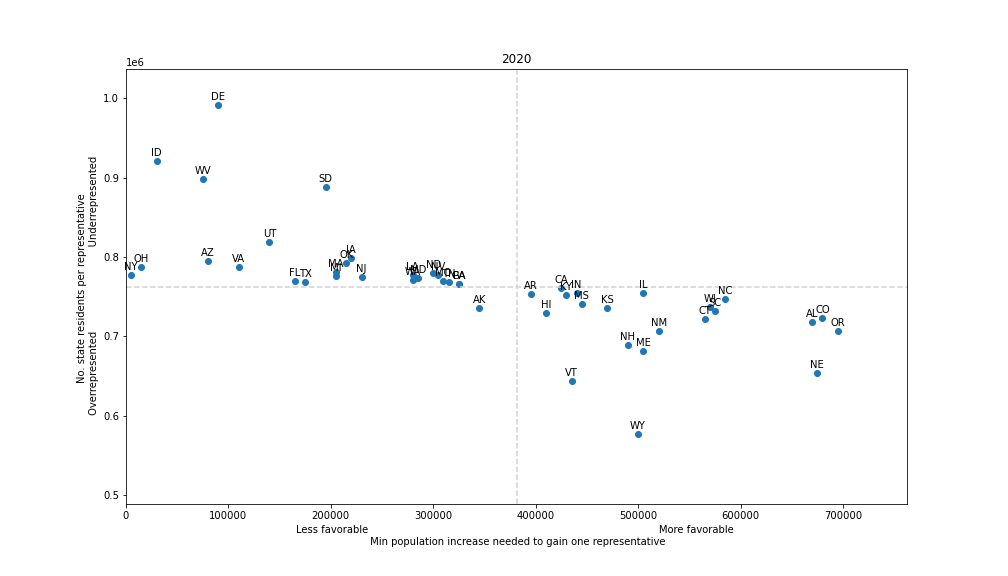 2020
1e6
1.0
0.9
0.8
0.7
0.6
0.5
No. state residents per representative
Overrepresented
Underrepresented
DE
ID
WV
SD
UT
OH
NY
AZ
VA
FL
TX
MA
OK
IA
NJ
LA
ND
AK
AR
CA
KY
IN
MS
HI
KS
IL
NC
WI
SC
CT
NM
NH
ME
VT
WY
AL
CO
OR
NE
0
100000
200000
300000
400000
500000
600000
700000
Less favorable
More favorable
Min population increase needed to gain one representative